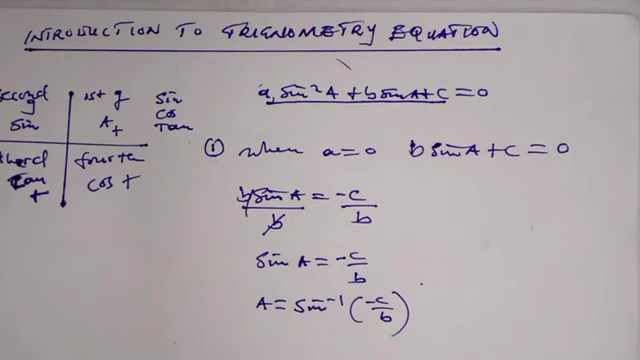 INTRODUCTION TO TRIGNOMETRY EQUATION
second q | 1st q
sin | A+
third | fourth
Tan + | cos +
Sin
Cos
Tan
a sin²A + b sin A + C = 0
① when a = 0 b sin A + C = 0
b sin A / b = -C / b
Sin A = -C / b
A = Sin⁻¹ (-C / b)